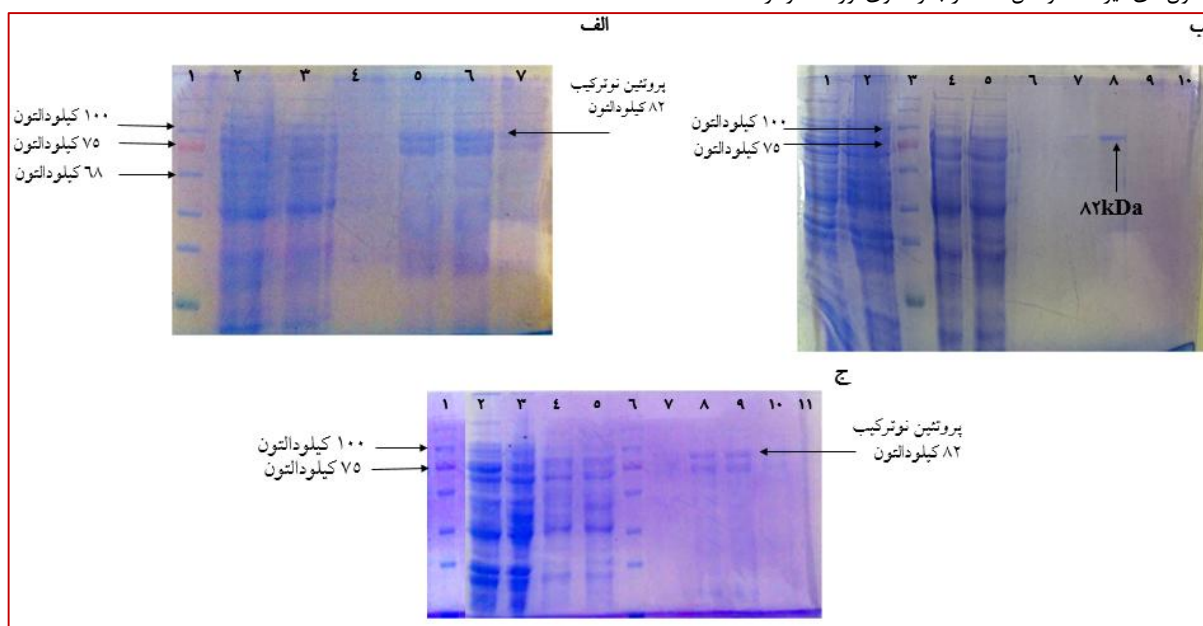 الف
۱ ۲ ۳ ٤ ٥ ٦ ۷
۱۰۰ کیلودالتون
۷۵ کیلودالتون
۶۸ کیلودالتون
پروتئین نوترکیب
۸۲ کیلودالتون
ب
۱ ۲ ۳ ٤ ٥ ٦ ۷ ۸ ۹ ۱۰
۱۰۰ کیلودالتون
۷۵ کیلودالتون
۸۲kDa
ج
۱ ۲ ۳ ٤ ٥ ٦ ۷ ۸ ۹ ۱۰ ۱۱
۱۰۰ کیلودالتون
۷۵ کیلودالتون
پروتئین نوترکیب
۸۲ کیلودالتون